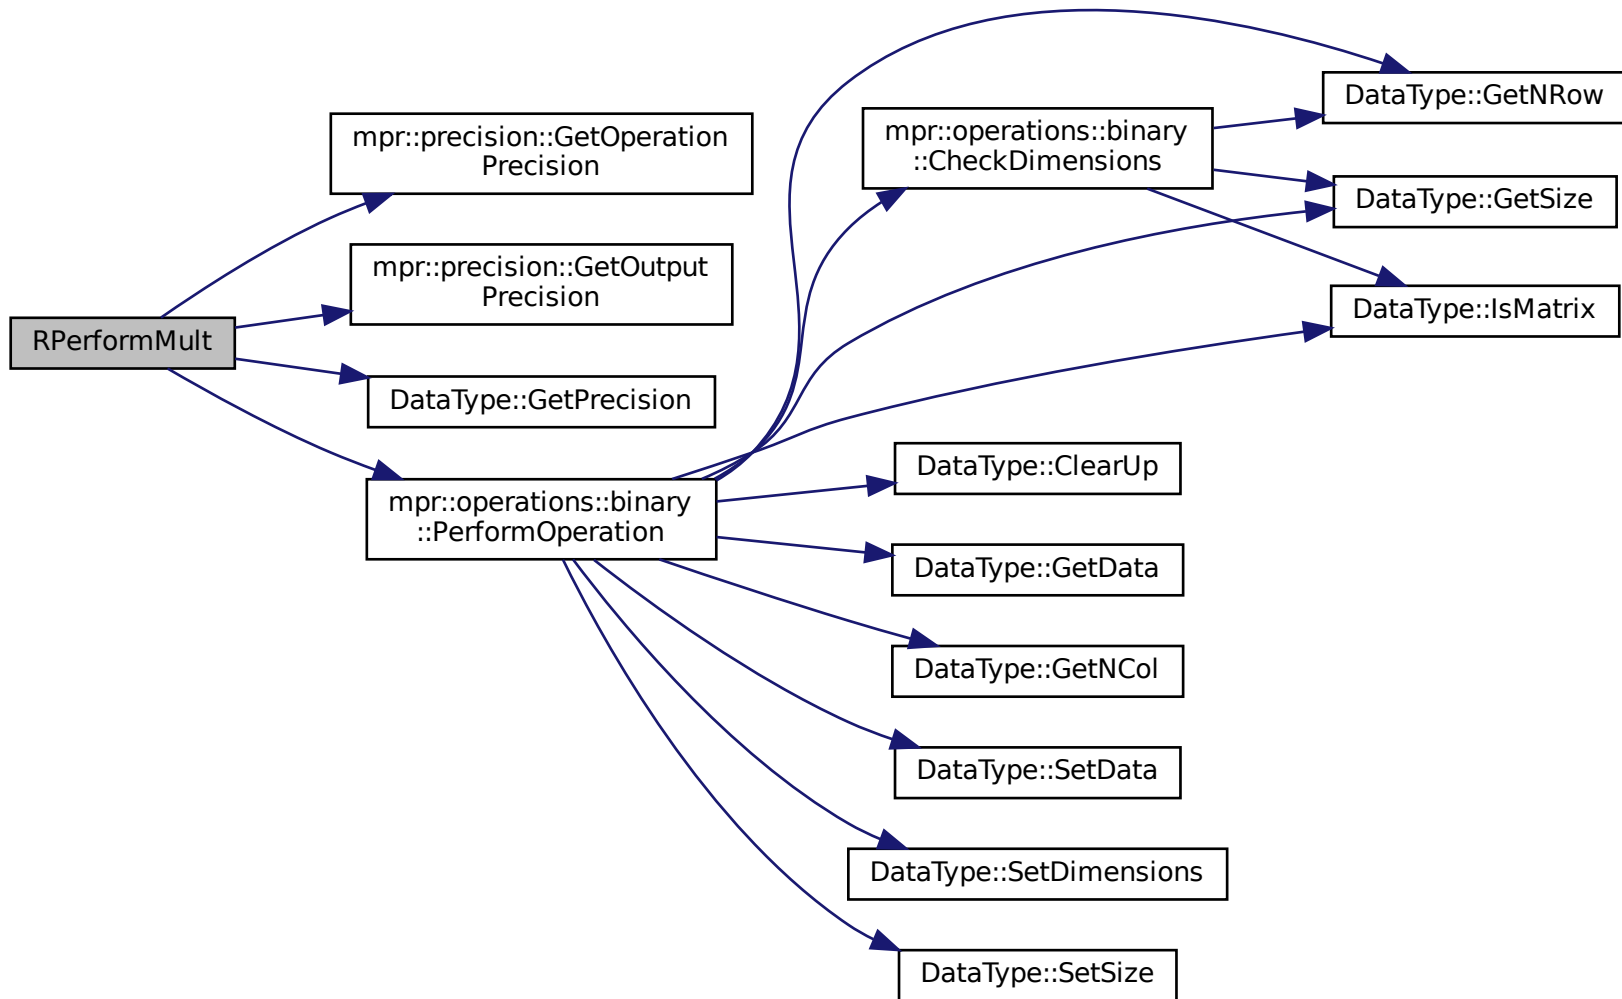 RPerformMult
mpr::precision::GetOperation
Precision
mpr::precision::GetOutput
Precision
DataType::GetPrecision
mpr::operations::binary
::PerformOperation
mpr::operations::binary
::CheckDimensions
DataType::GetNRow
DataType::GetSize
DataType::IsMatrix
DataType::ClearUp
DataType::GetData
DataType::GetNCol
DataType::SetData
DataType::SetDimensions
DataType::SetSize